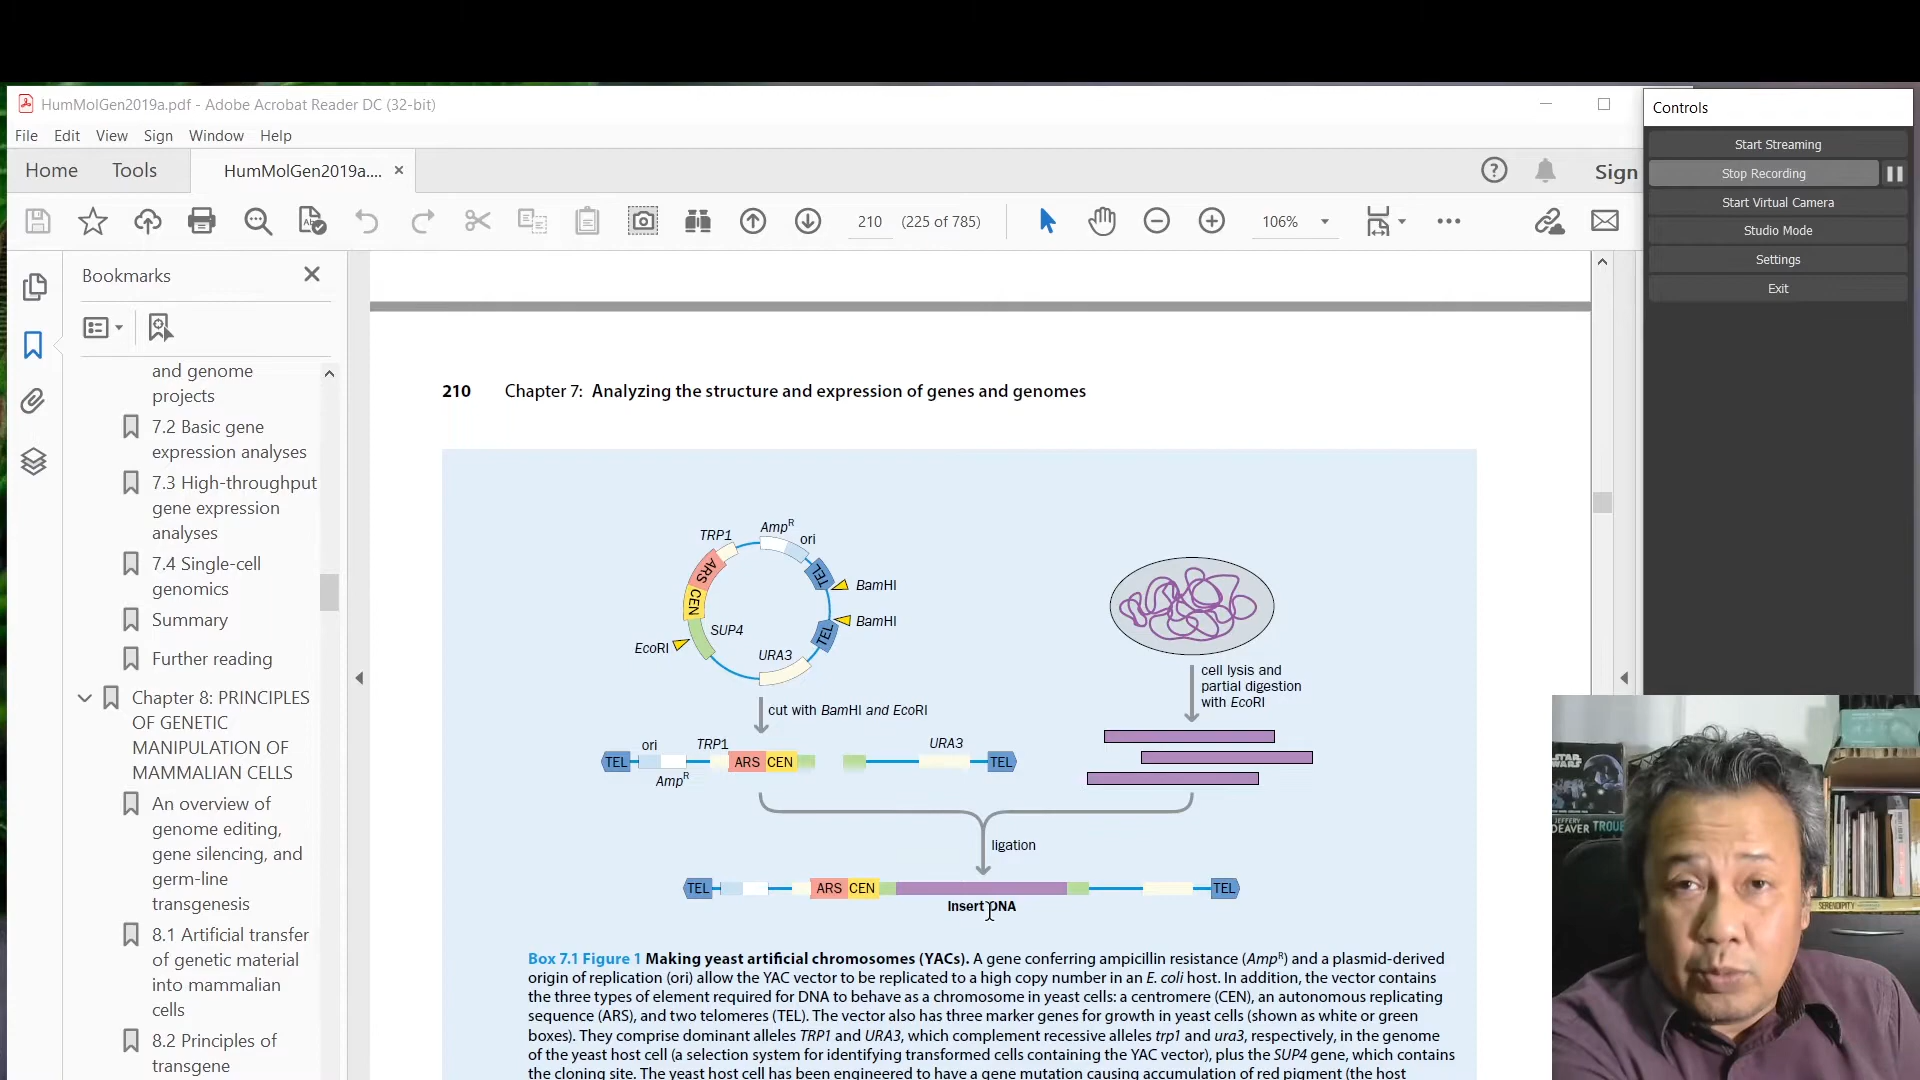 HumMolGen2019a.pdf - Adobe Acrobat Reader DC (32-bit)
File Edit View Sign Window Help
Home Tools HumMolGen2019a.... × Sign
210 (225 of 785) 106%
Bookmarks
and genome
projects
7.2 Basic gene
expression analyses
7.3 High-throughput
gene expression
analyses
7.4 Single-cell
genomics
Summary
Further reading
Chapter 8: PRINCIPLES
OF GENETIC
MANIPULATION OF
MAMMALIAN CELLS
An overview of
genome editing,
gene silencing, and
germ-line
transgenesis
8.1 Artificial transfer
of genetic material
into mammalian
cells
8.2 Principles of
transgene
210 Chapter 7: Analyzing the structure and expression of genes and genomes
TRP1
AmpR
ori
ARS
TEL
BamHI
CEN
BamHI
SUP4
TEL
EcoRI
URA3
cut with BamHI and EcoRI
cell lysis and
partial digestion
with EcoRI
ori TRP1 URA3
TEL ARS CEN TEL
AmpR
ligation
TEL ARS CEN TEL
Insert DNA
Box 7.1 Figure 1 Making yeast artificial chromosomes (YACs). A gene conferring ampicillin resistance (AmpR) and a plasmid-derived
origin of replication (ori) allow the YAC vector to be replicated to a high copy number in an E. coli host. In addition, the vector contains
the three types of element required for DNA to behave as a chromosome in yeast cells: a centromere (CEN), an autonomous replicating
sequence (ARS), and two telomeres (TEL). The vector also has three marker genes for growth in yeast cells (shown as white or green
boxes). They comprise dominant alleles TRP1 and URA3, which complement recessive alleles trp1 and ura3, respectively, in the genome
of the yeast host cell (a selection system for identifying transformed cells containing the YAC vector), plus the SUP4 gene, which contains
the cloning site. The yeast host cell has been engineered to have a gene mutation causing accumulation of red pigment (the host
Controls
Start Streaming
Stop Recording
Start Virtual Camera
Studio Mode
Settings
Exit
STAR
WARS
JEFFERY
DEAVER
SERENDIPITY